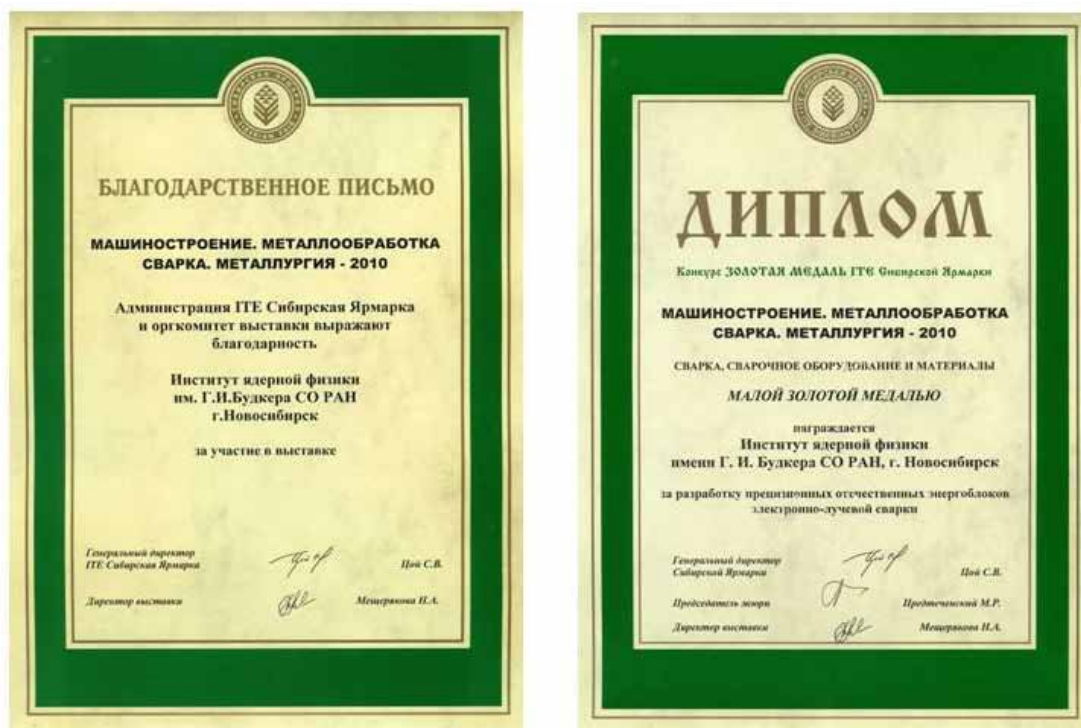 БЛАГОДАРСТВЕННОЕ ПИСЬМО
МАШИНОСТРОЕНИЕ. МЕТАЛЛООБРАБОТКА
СВАРКА. МЕТАЛЛУРГИЯ - 2010
Администрация ITE Сибирская Ярмарка
и оргкомитет выставки выражают
благодарность
Институт ядерной физики
им. Г.И.Будкера СО РАН
г.Новосибирск
за участие в выставке
Генеральный директор
ITE Сибирская Ярмарка
Цой С.В.
Директор выставки
Мещерякова Н.А.
ДИПЛОМ
Конкурс ЗОЛОТАЯ МЕДАЛЬ ITE Сибирской Ярмарки
МАШИНОСТРОЕНИЕ. МЕТАЛЛООБРАБОТКА
СВАРКА. МЕТАЛЛУРГИЯ - 2010
СВАРКА, СВАРОЧНОЕ ОБОРУДОВАНИЕ И МАТЕРИАЛЫ
МАЛОЙ ЗОЛОТОЙ МЕДАЛЬЮ
награждается
Институт ядерной физики
имени Г. И. Будкера СО РАН, г. Новосибирск
за разработку прецизионных отечественных энергоблоков
электронно-лучевой сварки
Генеральный директор
Сибирской Ярмарки
Цой С.В.
Председатель жюри
Предтеченский М.Р.
Директор выставки
Мещерякова Н.А.